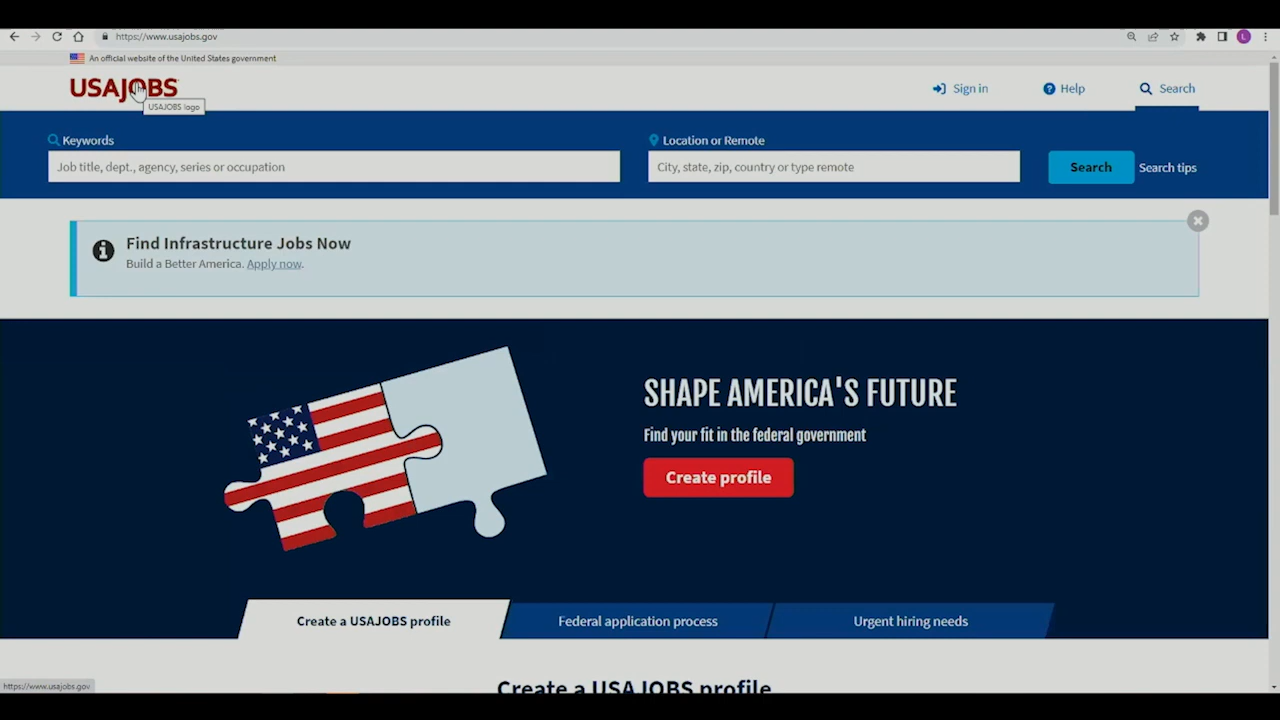 https://www.usajobs.gov
L
An official website of the United States government
USAJOBS
USAJOBS logo
Sign in
Help
Search
Keywords
Location or Remote
Job title, dept., agency, series or occupation
City, state, zip, country or type remote
Search
Search tips
Find Infrastructure Jobs Now
Build a Better America. Apply now.
SHAPE AMERICA'S FUTURE
Find your fit in the federal government
Create profile
Create a USAJOBS profile
Federal application process
Urgent hiring needs
https://www.usajobs.gov
Create a USAJOBS profile